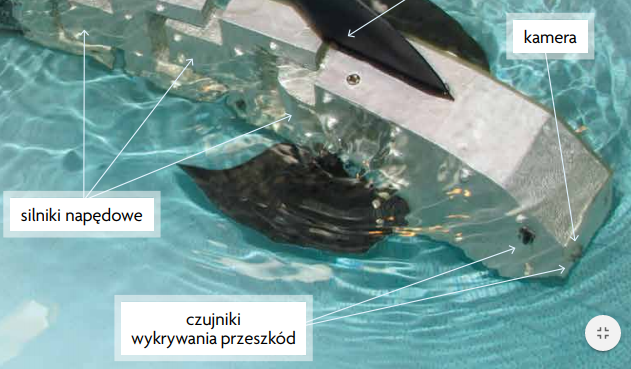 kamera
silniki napędowe
czujniki
wykrywania przeszkód